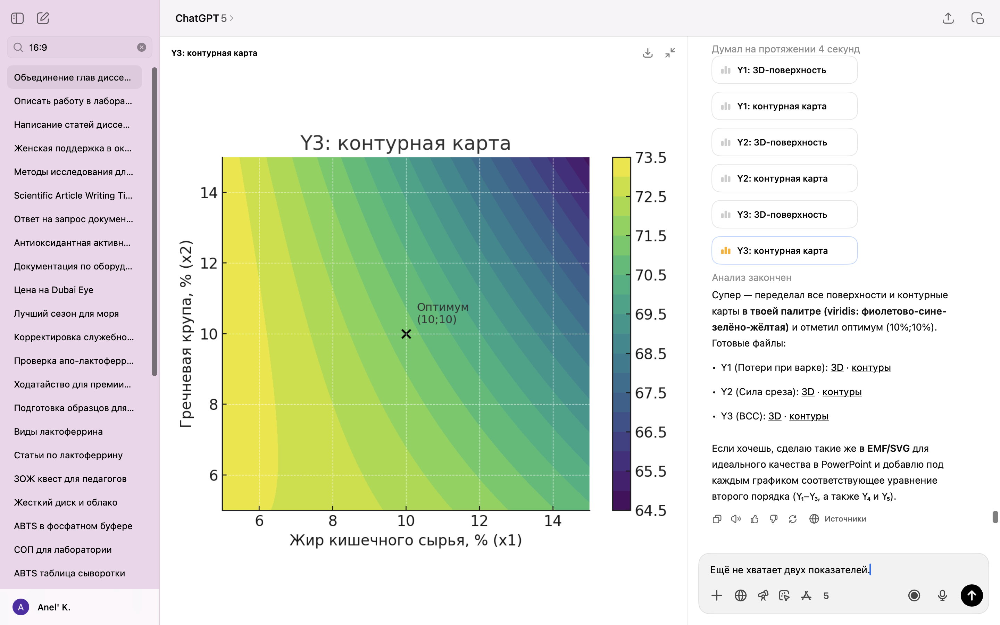 ChatGPT 5
16:9
Объединение глав диссе...
Описать работу в лабора...
Написание статей диссе...
Женская поддержка в ок...
Методы исследования дл...
Scientific Article Writing Ti...
Ответ на запрос докумен...
Антиоксидантная активн...
Документация по оборуд...
Цена на Dubai Eye
Лучший сезон для моря
Корректировка служебно...
Проверка апо-лактоферр...
Ходатайство для премии...
Подготовка образцов для...
Виды лактоферрина
Статьи по лактоферрину
ЗОЖ квест для педагогов
Жесткий диск и облако
ABTS в фосфатном буфере
СОП для лаборатории
ABTS таблица сыворотки
A
Anel' K.
Y3: контурная карта
Y3: контурная карта
14
12
10
8
6
Гречневая крупа, % (x2)
Оптимум
(10;10)
6 8 10 12 14
Жир кишечного сырья, % (x1)
73.5
72.5
71.5
70.5
69.5
68.5
67.5
66.5
65.5
64.5
Думал на протяжении 4 секунд
Y1: 3D-поверхность
Y1: контурная карта
Y2: 3D-поверхность
Y2: контурная карта
Y3: 3D-поверхность
Y3: контурная карта
Анализ закончен
Супер — переделал все поверхности и контурные
карты в твоей палитре (viridis: фиолетово-сине-
зелёно-жёлтая) и отметил оптимум (10%;10%).
Готовые файлы:
• Y1 (Потери при варке): 3D · контуры
• Y2 (Сила среза): 3D · контуры
• Y3 (ВСС): 3D · контуры
Если хочешь, сделаю такие же в EMF/SVG для
идеального качества в PowerPoint и добавлю под
каждым графиком соответствующее уравнение
второго порядка (Y₁–Y₃, а также Y₄ и Y₅).
Источники
Ещё не хватает двух показателей.
5